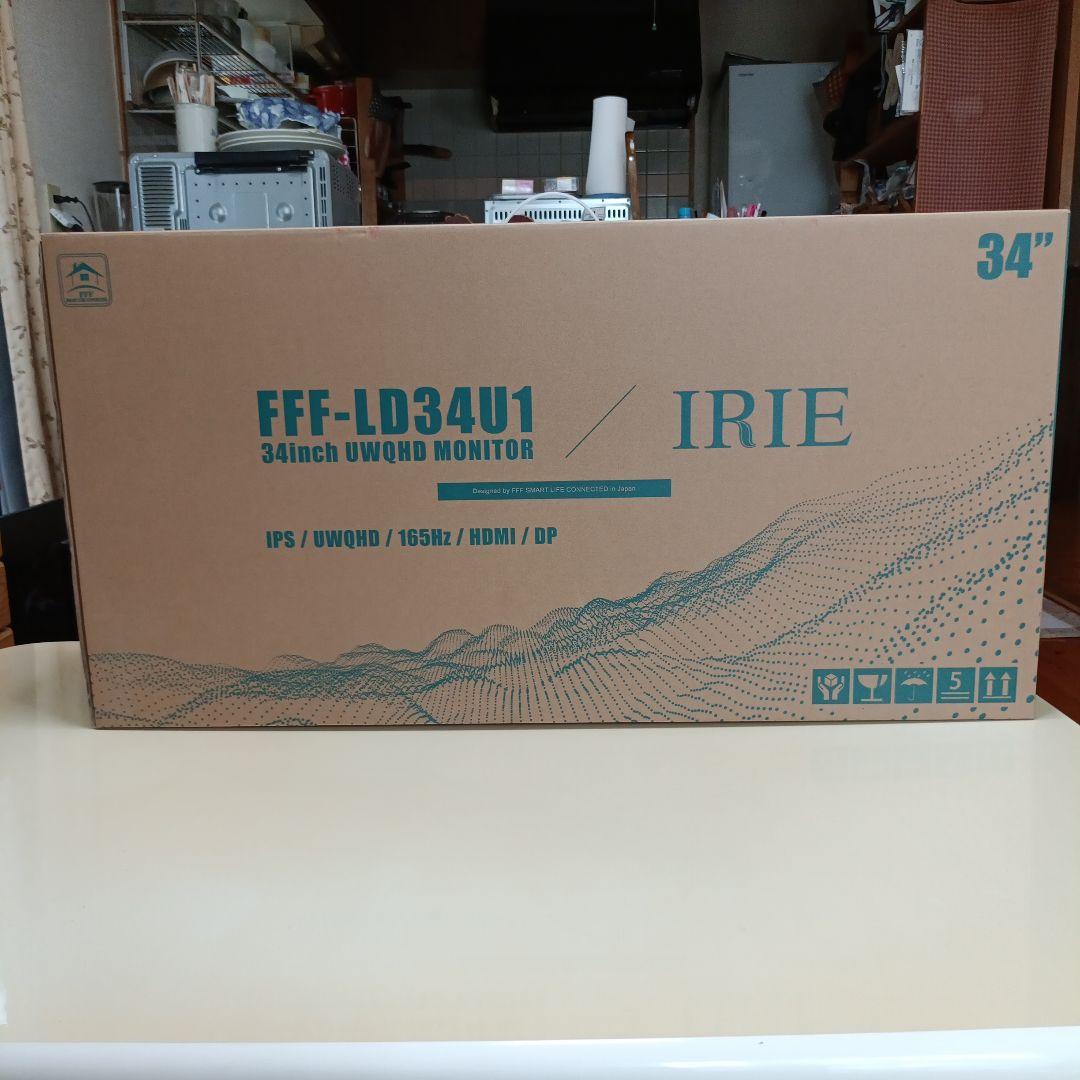 34”
FFF
FFF-LD34U1
34inch UWQHD MONITOR
IRIE
Designed by FFF SMART LIFE CONNECTED in Japan
IPS / UWQHD / 165Hz / HDMI / DP
5